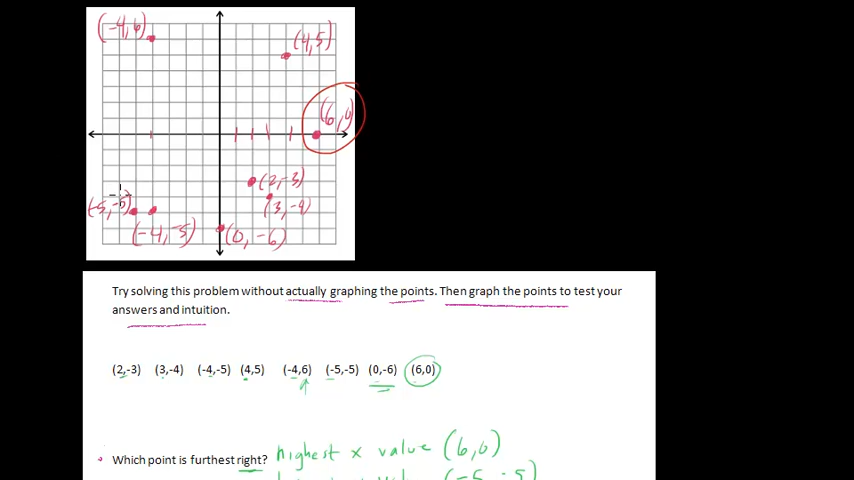 (-4,6)
(4,5)
(6,0)
(2,-3)
(-5,-5)
(3,-4)
(-4,-5)
(0,-6)
Try solving this problem without actually graphing the points. Then graph the points to test your
answers and intuition.
(2,-3) (3,-4) (-4,-5) (4,5) (-4,6) (-5,-5) (0,-6) (6,0)
• Which point is furthest right? highest x value (6,0)
(-5,-5)